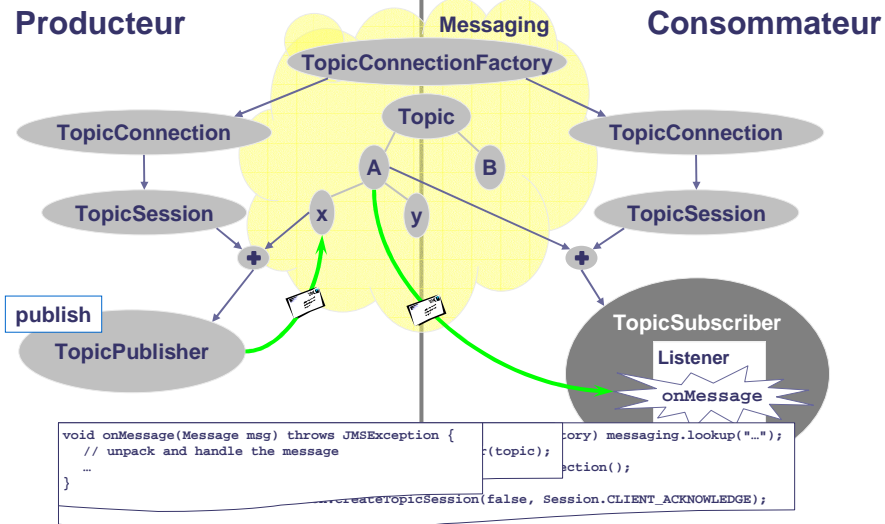 Producteur
Messaging
Consommateur
TopicConnectionFactory
Topic
TopicConnection
TopicConnection
A
B
TopicSession
x
y
TopicSession
publish
TopicPublisher
TopicSubscriber
Listener
onMessage
void onMessage(Message msg) throws JMSException {
// unpack and handle the message
…
}
tory) messaging.lookup("…");
r(topic);
ection();
.createTopicSession(false, Session.CLIENT_ACKNOWLEDGE);